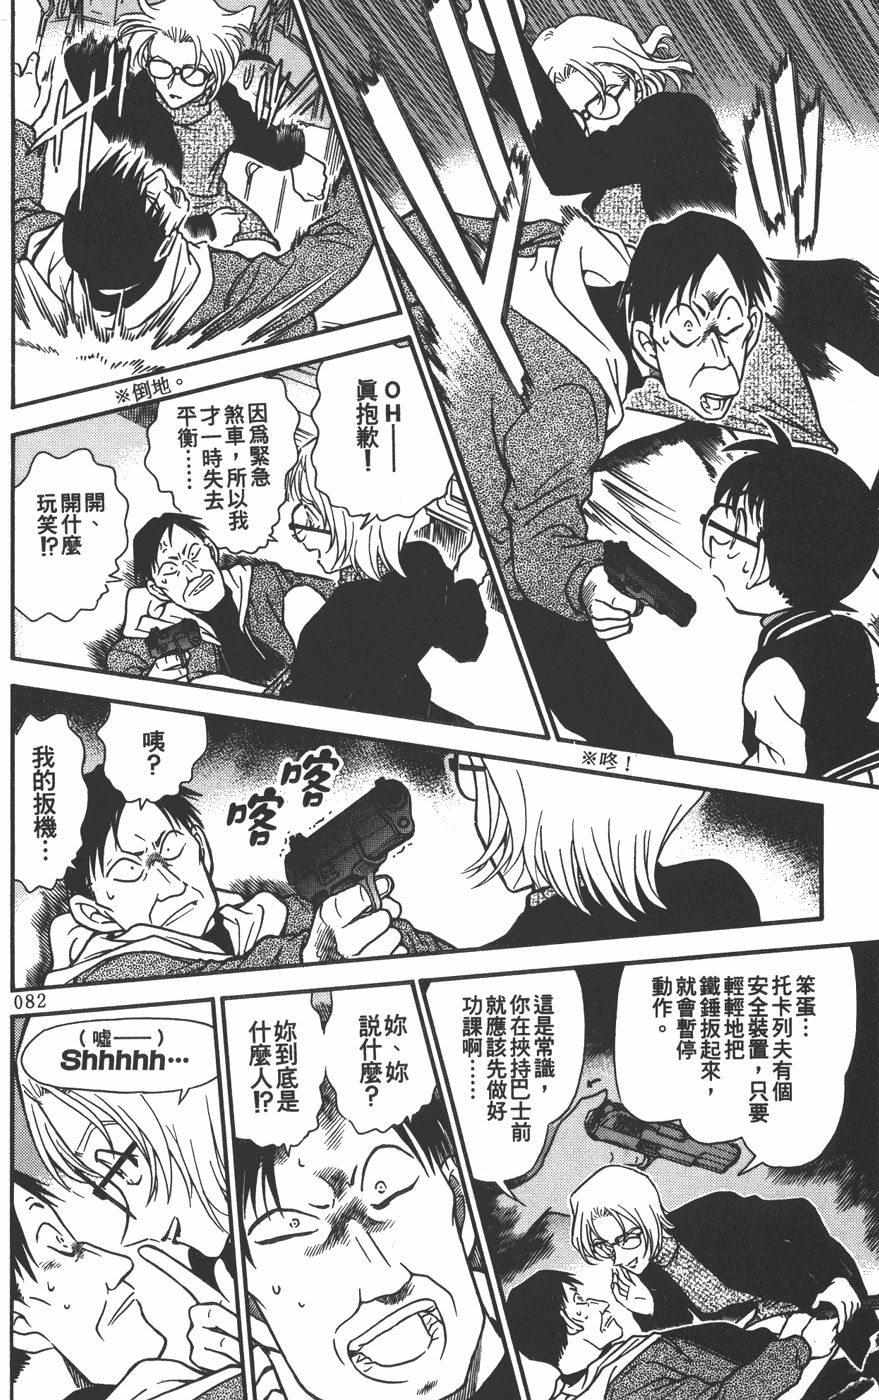 ※咚！
※倒地。
OH——
真抱歉！
因為緊急
煞車，所以我
才一時失去
平衡……
開、
開什麼
玩笑!?
喀喀
咦？
我的扳機…
笨蛋…
托卡列夫有個
安全裝置，只要
輕輕地把
鐵錘扳起來，
就會暫停
動作。
這是常識，
你在挾持巴士前
就應該先做好
功課啊……
妳、妳
說什麼？
妳到底是
什麼人!?
（噓——）
Shhhhh…
082